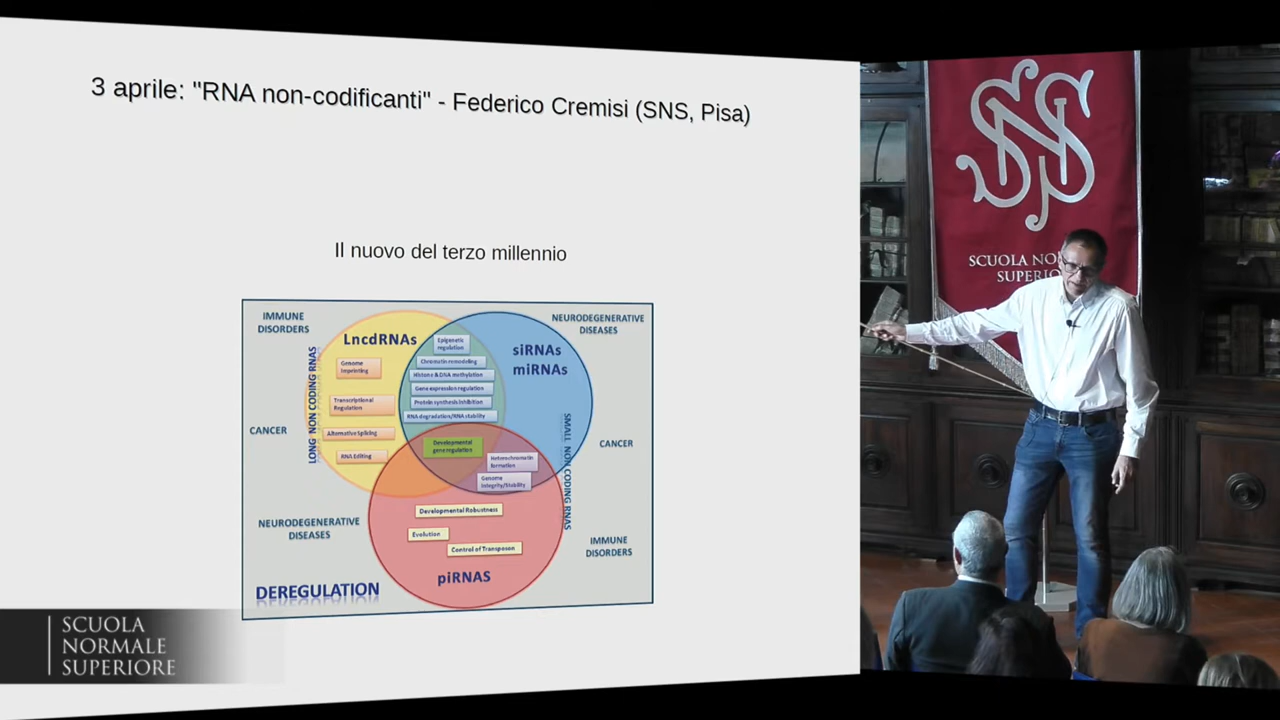 3 aprile: "RNA non-codificanti" - Federico Cremisi (SNS, Pisa)
Il nuovo del terzo millennio
IMMUNE
DISORDERS
NEURODEGENERATIVE
DISEASES
LncdRNAs
siRNAs
miRNAs
LONG NON CODING RNAS
SMALL NON CODING RNAS
Genome
Imprinting
Transcriptional
Regulation
Alternative Splicing
RNA Editing
Epigenetic
regulation
Chromatin remodeling
Histone & DNA methylation
Gene expression regulation
Protein synthesis inhibition
RNA degradation/RNA stability
Developmental
gene regulation
Heterochromatin
formation
Genome
Integrity/Stability
CANCER
CANCER
Developmental Robustness
Evolution
Control of Transposon
piRNAS
NEURODEGENERATIVE
DISEASES
IMMUNE
DISORDERS
DEREGULATION
SCUOLA
NORMALE
SUPERIORE
SNS
SCUOLA NO
SUPERIO